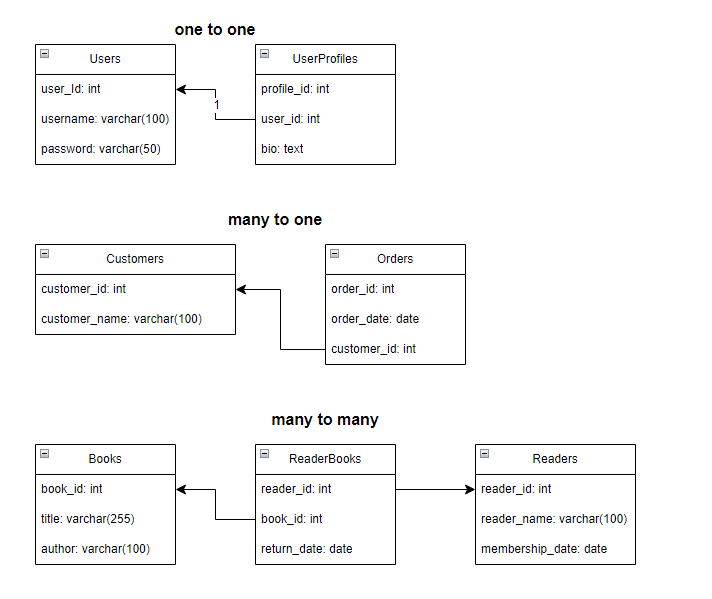 one to one
Users
user_Id: int
username: varchar(100)
password: varchar(50)
1
UserProfiles
profile_id: int
user_id: int
bio: text
many to one
Customers
customer_id: int
customer_name: varchar(100)
Orders
order_id: int
order_date: date
customer_id: int
many to many
Books
book_id: int
title: varchar(255)
author: varchar(100)
ReaderBooks
reader_id: int
book_id: int
return_date: date
Readers
reader_id: int
reader_name: varchar(100)
membership_date: date